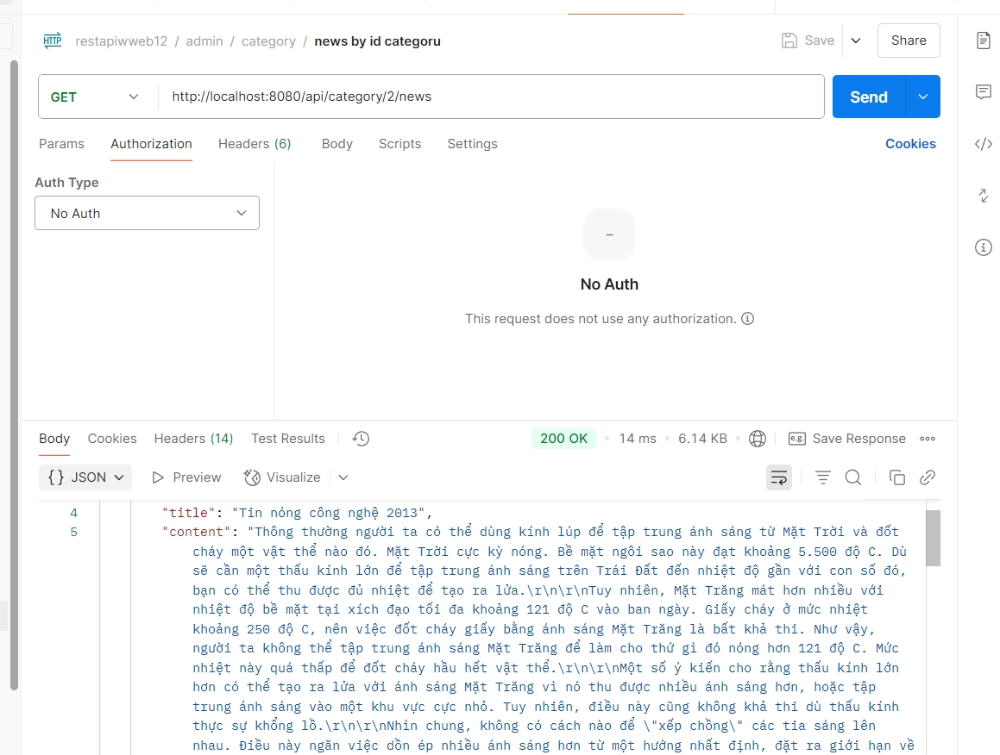 HTTP restapiwweb12 / admin / category / news by id categoru Save Share
GET http://localhost:8080/api/category/2/news Send
Params Authorization Headers (6) Body Scripts Settings Cookies
Auth Type
No Auth
–
No Auth
This request does not use any authorization.
Body Cookies Headers (14) Test Results 200 OK 14 ms 6.14 KB e.g. Save Response
{} JSON Preview Visualize
4 "title": "Tin nóng công nghệ 2013",
5 "content": "Thông thường người ta có thể dùng kính lúp để tập trung ánh sáng từ Mặt Trời và đốt
cháy một vật thể nào đó. Mặt Trời cực kỳ nóng. Bề mặt ngôi sao này đạt khoảng 5.500 độ C. Dù
sẽ cần một thấu kính lớn để tập trung ánh sáng trên Trái Đất đến nhiệt độ gần với con số đó,
bạn có thể thu được đủ nhiệt để tạo ra lửa.\r\n\r\nTuy nhiên, Mặt Trăng mát hơn nhiều với
nhiệt độ bề mặt tại xích đạo tối đa khoảng 121 độ C vào ban ngày. Giấy cháy ở mức nhiệt
khoảng 250 độ C, nên việc đốt cháy giấy bằng ánh sáng Mặt Trăng là bất khả thi. Như vậy,
người ta không thể tập trung ánh sáng Mặt Trăng để làm cho thứ gì đó nóng hơn 121 độ C. Mức
nhiệt này quá thấp để đốt cháy hầu hết vật thể.\r\n\r\nMột số ý kiến cho rằng thấu kính lớn
hơn có thể tạo ra lửa với ánh sáng Mặt Trăng vì nó thu được nhiều ánh sáng hơn, hoặc tập
trung ánh sáng vào một khu vực cực nhỏ. Tuy nhiên, điều này cũng không khả thi dù thấu kính
thực sự khổng lồ.\r\n\r\nNhìn chung, không có cách nào để \"xếp chồng\" các tia sáng lên
nhau. Điều này ngăn việc dồn ép nhiều ánh sáng hơn từ một hướng nhất định, đặt ra giới hạn về